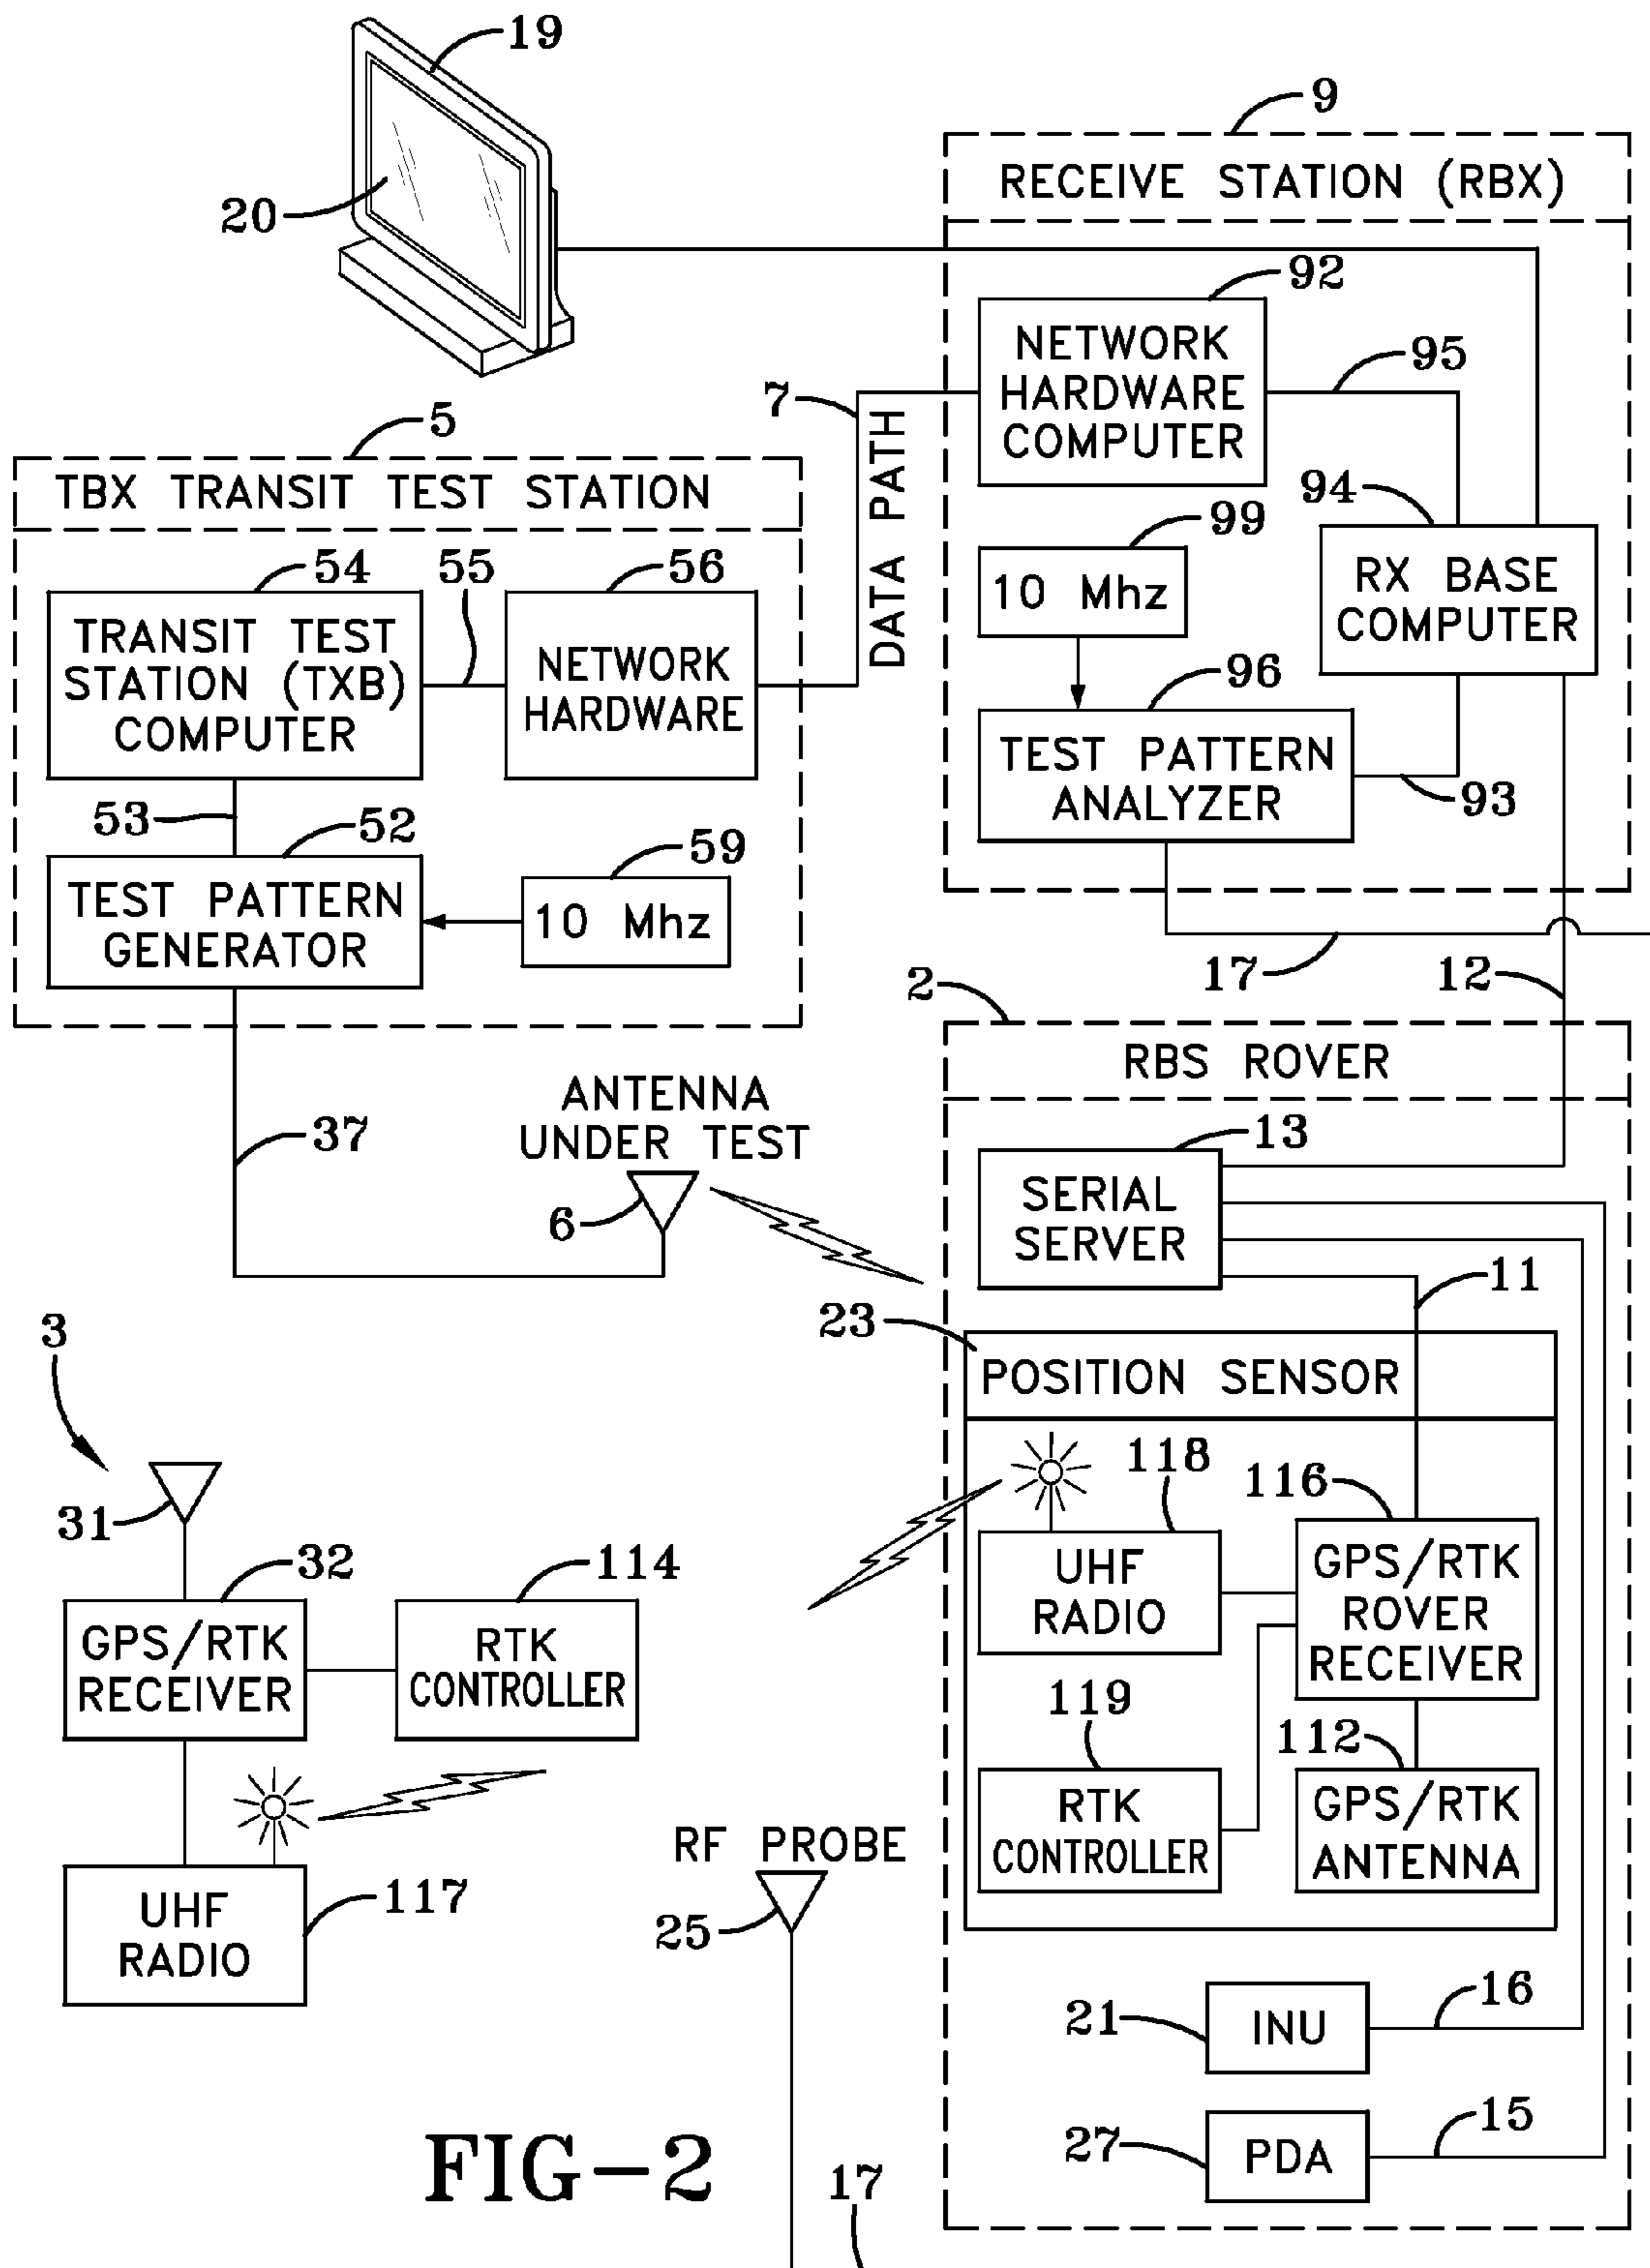 19
20
9
RECEIVE STATION (RBX)
92
NETWORK
HARDWARE
COMPUTER
95
7
DATA PATH
94
RX BASE
COMPUTER
99
10 Mhz
96
TEST PATTERN
ANALYZER
93
17
12
5
TBX TRANSIT TEST STATION
54
TRANSIT TEST
STATION (TXB)
COMPUTER
55
56
NETWORK
HARDWARE
53
52
TEST PATTERN
GENERATOR
59
10 Mhz
37
ANTENNA
UNDER TEST
6
2
RBS ROVER
13
SERIAL
SERVER
11
23
POSITION SENSOR
118
UHF
RADIO
116
GPS/RTK
ROVER
RECEIVER
119
RTK
CONTROLLER
112
GPS/RTK
ANTENNA
21
INU
16
27
PDA
15
3
31
32
GPS/RTK
RECEIVER
114
RTK
CONTROLLER
117
UHF
RADIO
RF PROBE
25
17
FIG-2